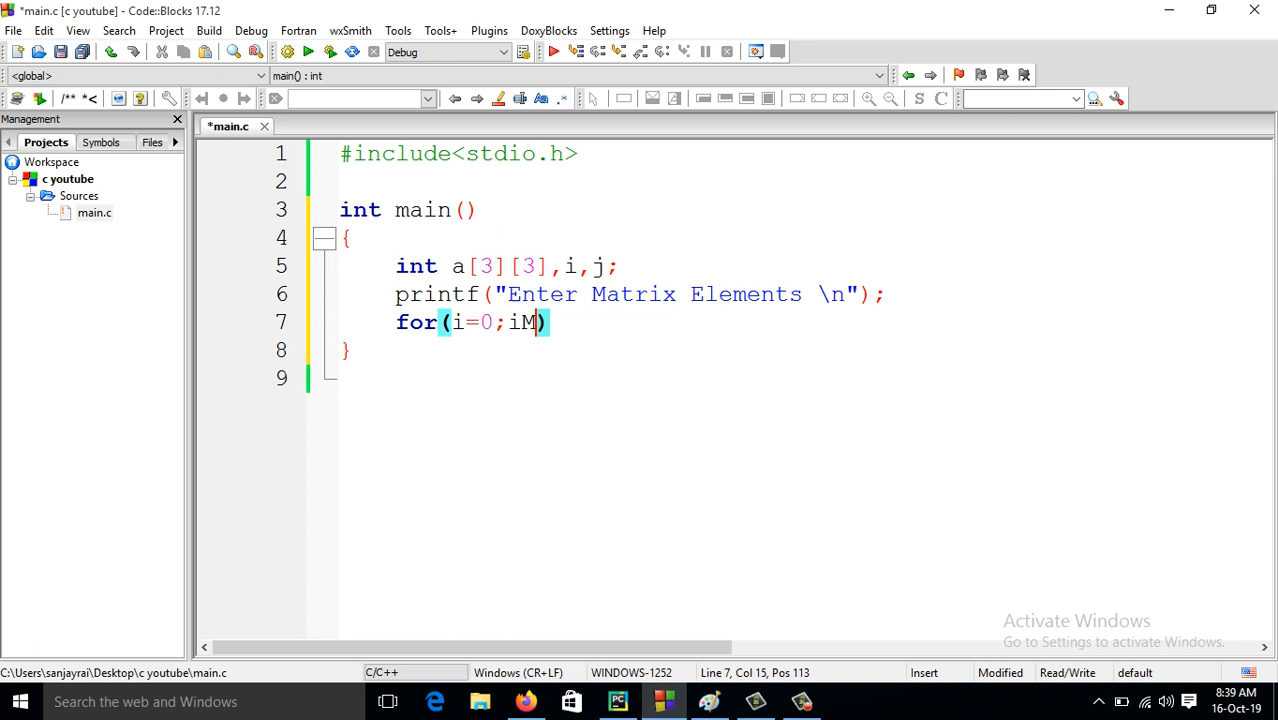 *main.c [c youtube] - Code::Blocks 17.12
File Edit View Search Project Build Debug Fortran wxSmith Tools Tools+ Plugins DoxyBlocks Settings Help
Debug
<global> main() : int
/** *< S C
Management
Projects Symbols Files
*main.c
Workspace
c youtube
Sources
main.c
1 #include<stdio.h>
2
3 int main()
4 {
5 int a[3][3],i,j;
6 printf("Enter Matrix Elements \n");
7 for(i=0;iM)
8 }
9
Activate Windows
Go to Settings to activate Windows.
C:\Users\sanjayrai\Desktop\c youtube\main.c C/C++ Windows (CR+LF) WINDOWS-1252 Line 7, Col 15, Pos 113 Insert Modified Read/Write default
Search the web and Windows
PC
8:39 AM
16-Oct-19